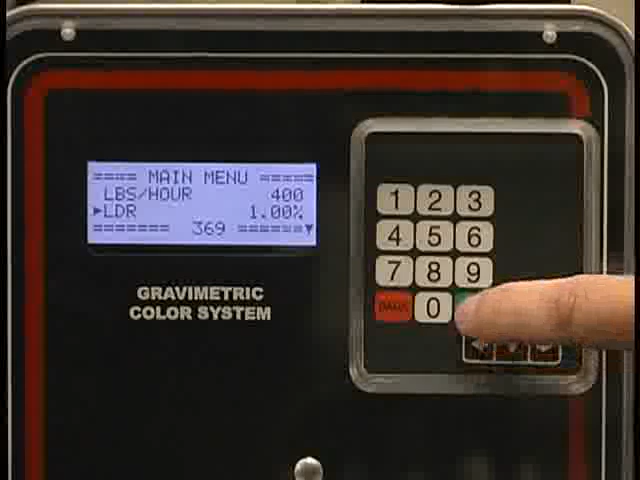 ==== MAIN MENU =====
LBS/HOUR 400
►LDR 1.00%
======= 369 ======▼
GRAVIMETRIC
COLOR SYSTEM
1 2 3
4 5 6
7 8 9
0